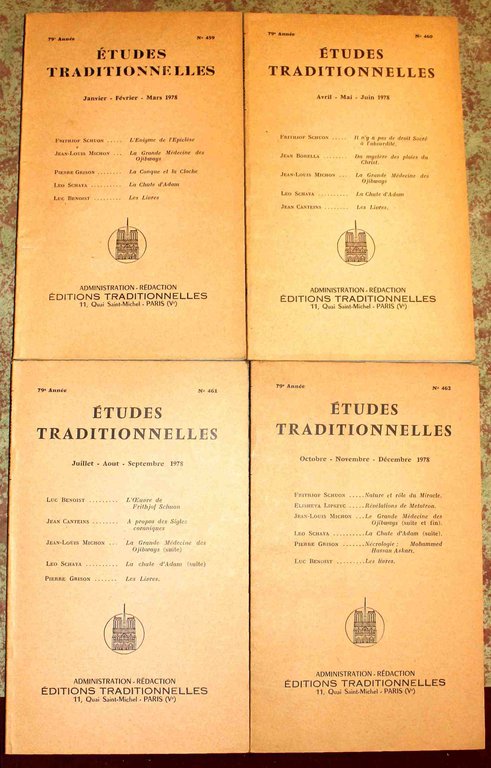 79e Année No 459
ÉTUDES
TRADITIONNELLES
Janvier - Février - Mars 1978
Frithjof Schuon ... L'Enigme de l'Epiclèse
Jean-Louis Michon ... La Grande Médecine des
Ojibways
Pierre Grison ....... La Conque et la Cloche
Leo Schaya .......... La Chute d'Adam
Luc Benoist ......... Les Livres
ADMINISTRATION - RÉDACTION
ÉDITIONS TRADITIONNELLES
11, Quai Saint-Michel - PARIS (Ve)
79e Année No 460
ÉTUDES
TRADITIONNELLES
Avril - Mai - Juin 1978
Frithjof Schuon ..... Il n'y a pas de droit Sacré
à l'absurdité.
Jean Borella ........ Du mystère des plaies du
Christ.
Jean-Louis Michon ... La Grande Médecine des
Ojibways
Leo Schaya .......... La Chute d'Adam
Jean Canteins ....... Les Livres.
ADMINISTRATION - RÉDACTION
ÉDITIONS TRADITIONNELLES
11, Quai Saint-Michel - PARIS (Ve)
79e Année No 461
ÉTUDES
TRADITIONNELLES
Juillet - Aout - Septembre 1978
Luc Benoist ......... L'Œuvre de
Frithjof Schuon
Jean Canteins ........ A propos des Sigles
coraniques
Jean-Louis Michon ... La Grande Médecine des
Ojibways (suite)
Leo Schaya .......... La chute d'Adam (suite)
Pierre Grison ....... Les Livres.
ADMINISTRATION - RÉDACTION
ÉDITIONS TRADITIONNELLES
11, Quai Saint-Michel - PARIS (Ve)
79e Année No 462
ÉTUDES
TRADITIONNELLES
Octobre - Novembre - Décembre 1978
Frithjof Schuon ..... Nature et rôle du Miracle.
Révélations de Metatron.
Jean-Louis Michon ... La Grande Médecine des
Ojibways (suite et fin).
Leo Schaya .......... La Chute d'Adam (suite).
Pierre Grison ....... Nécrologie : Mohammed
Hassan Askari.
Luc Benoist ......... Les livres.
ADMINISTRATION - RÉDACTION
ÉDITIONS TRADITIONNELLES
11, Quai Saint-Michel - PARIS (Ve)